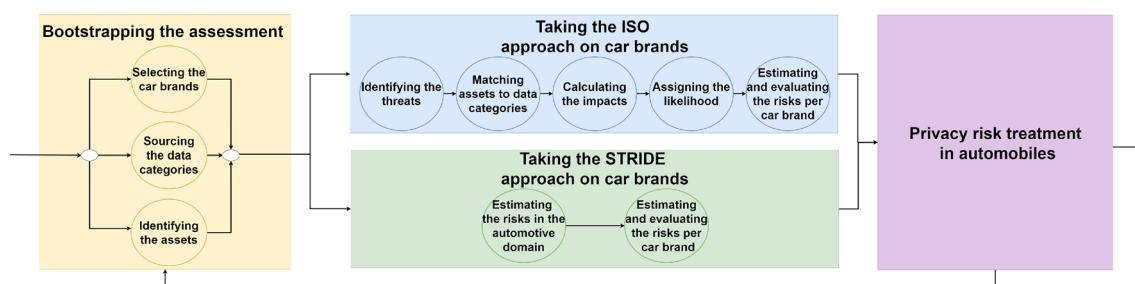 Bootstrapping the assessment
Selecting the
car brands
Sourcing
the data
categories
Identifying
the assets
Taking the ISO
approach on car brands
Identifying the
threats
Matching
assets to data
categories
Calculating
the impacts
Assigning the
likelihood
Estimating
and evaluating
the risks per
car brand
Taking the STRIDE
approach on car brands
Estimating
the risks in the
automotive
domain
Estimating
and evaluating
the risks per
car brand
Privacy risk treatment
in automobiles